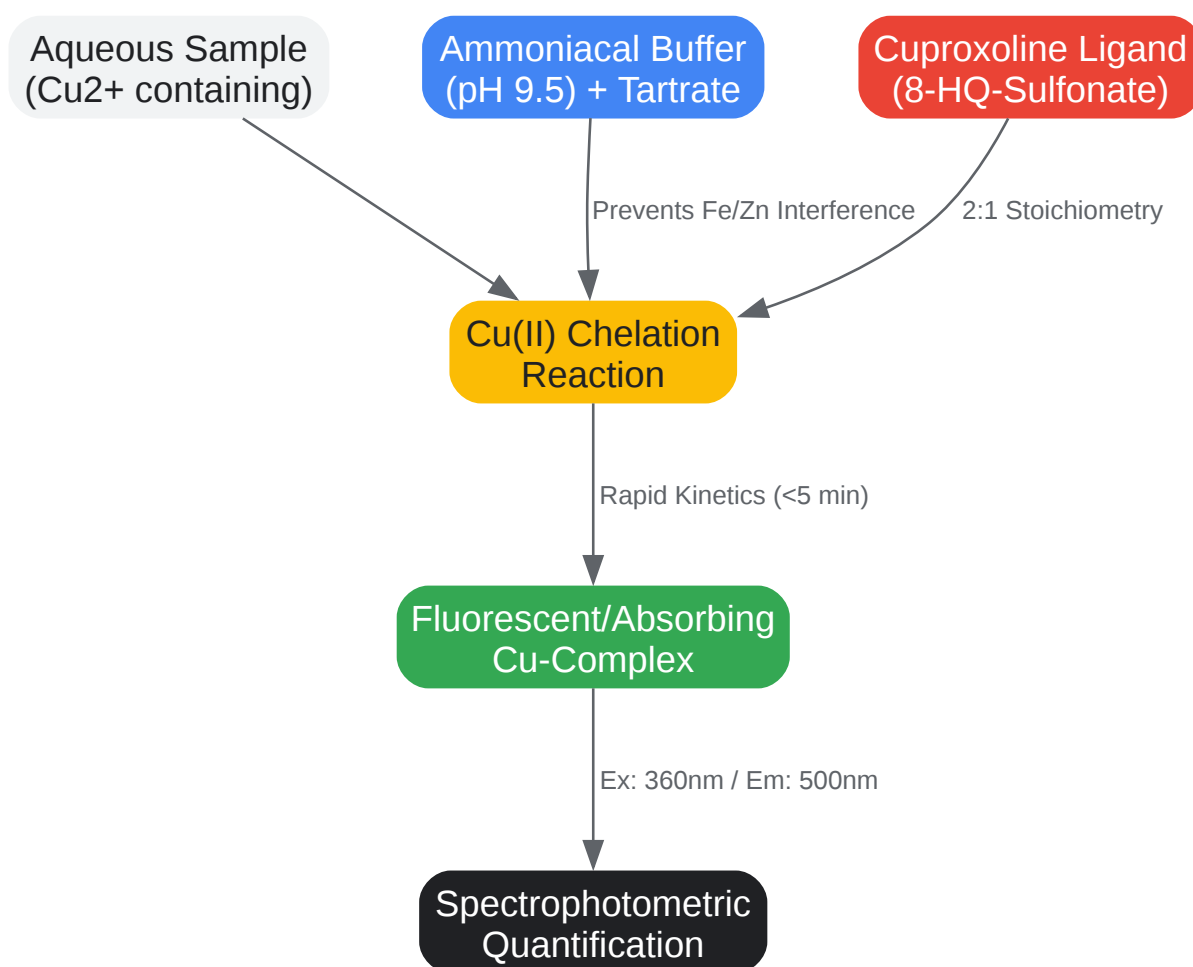 Aqueous Sample
(Cu2+ containing)
Ammoniacal Buffer
(pH 9.5) + Tartrate
Cuproxoline Ligand
(8-HQ-Sulfonate)
Prevents Fe/Zn Interference
2:1 Stoichiometry
Cu(II) Chelation
Reaction
Rapid Kinetics (<5 min)
Fluorescent/Absorbing
Cu-Complex
Ex: 360nm / Em: 500nm
Spectrophotometric
Quantification